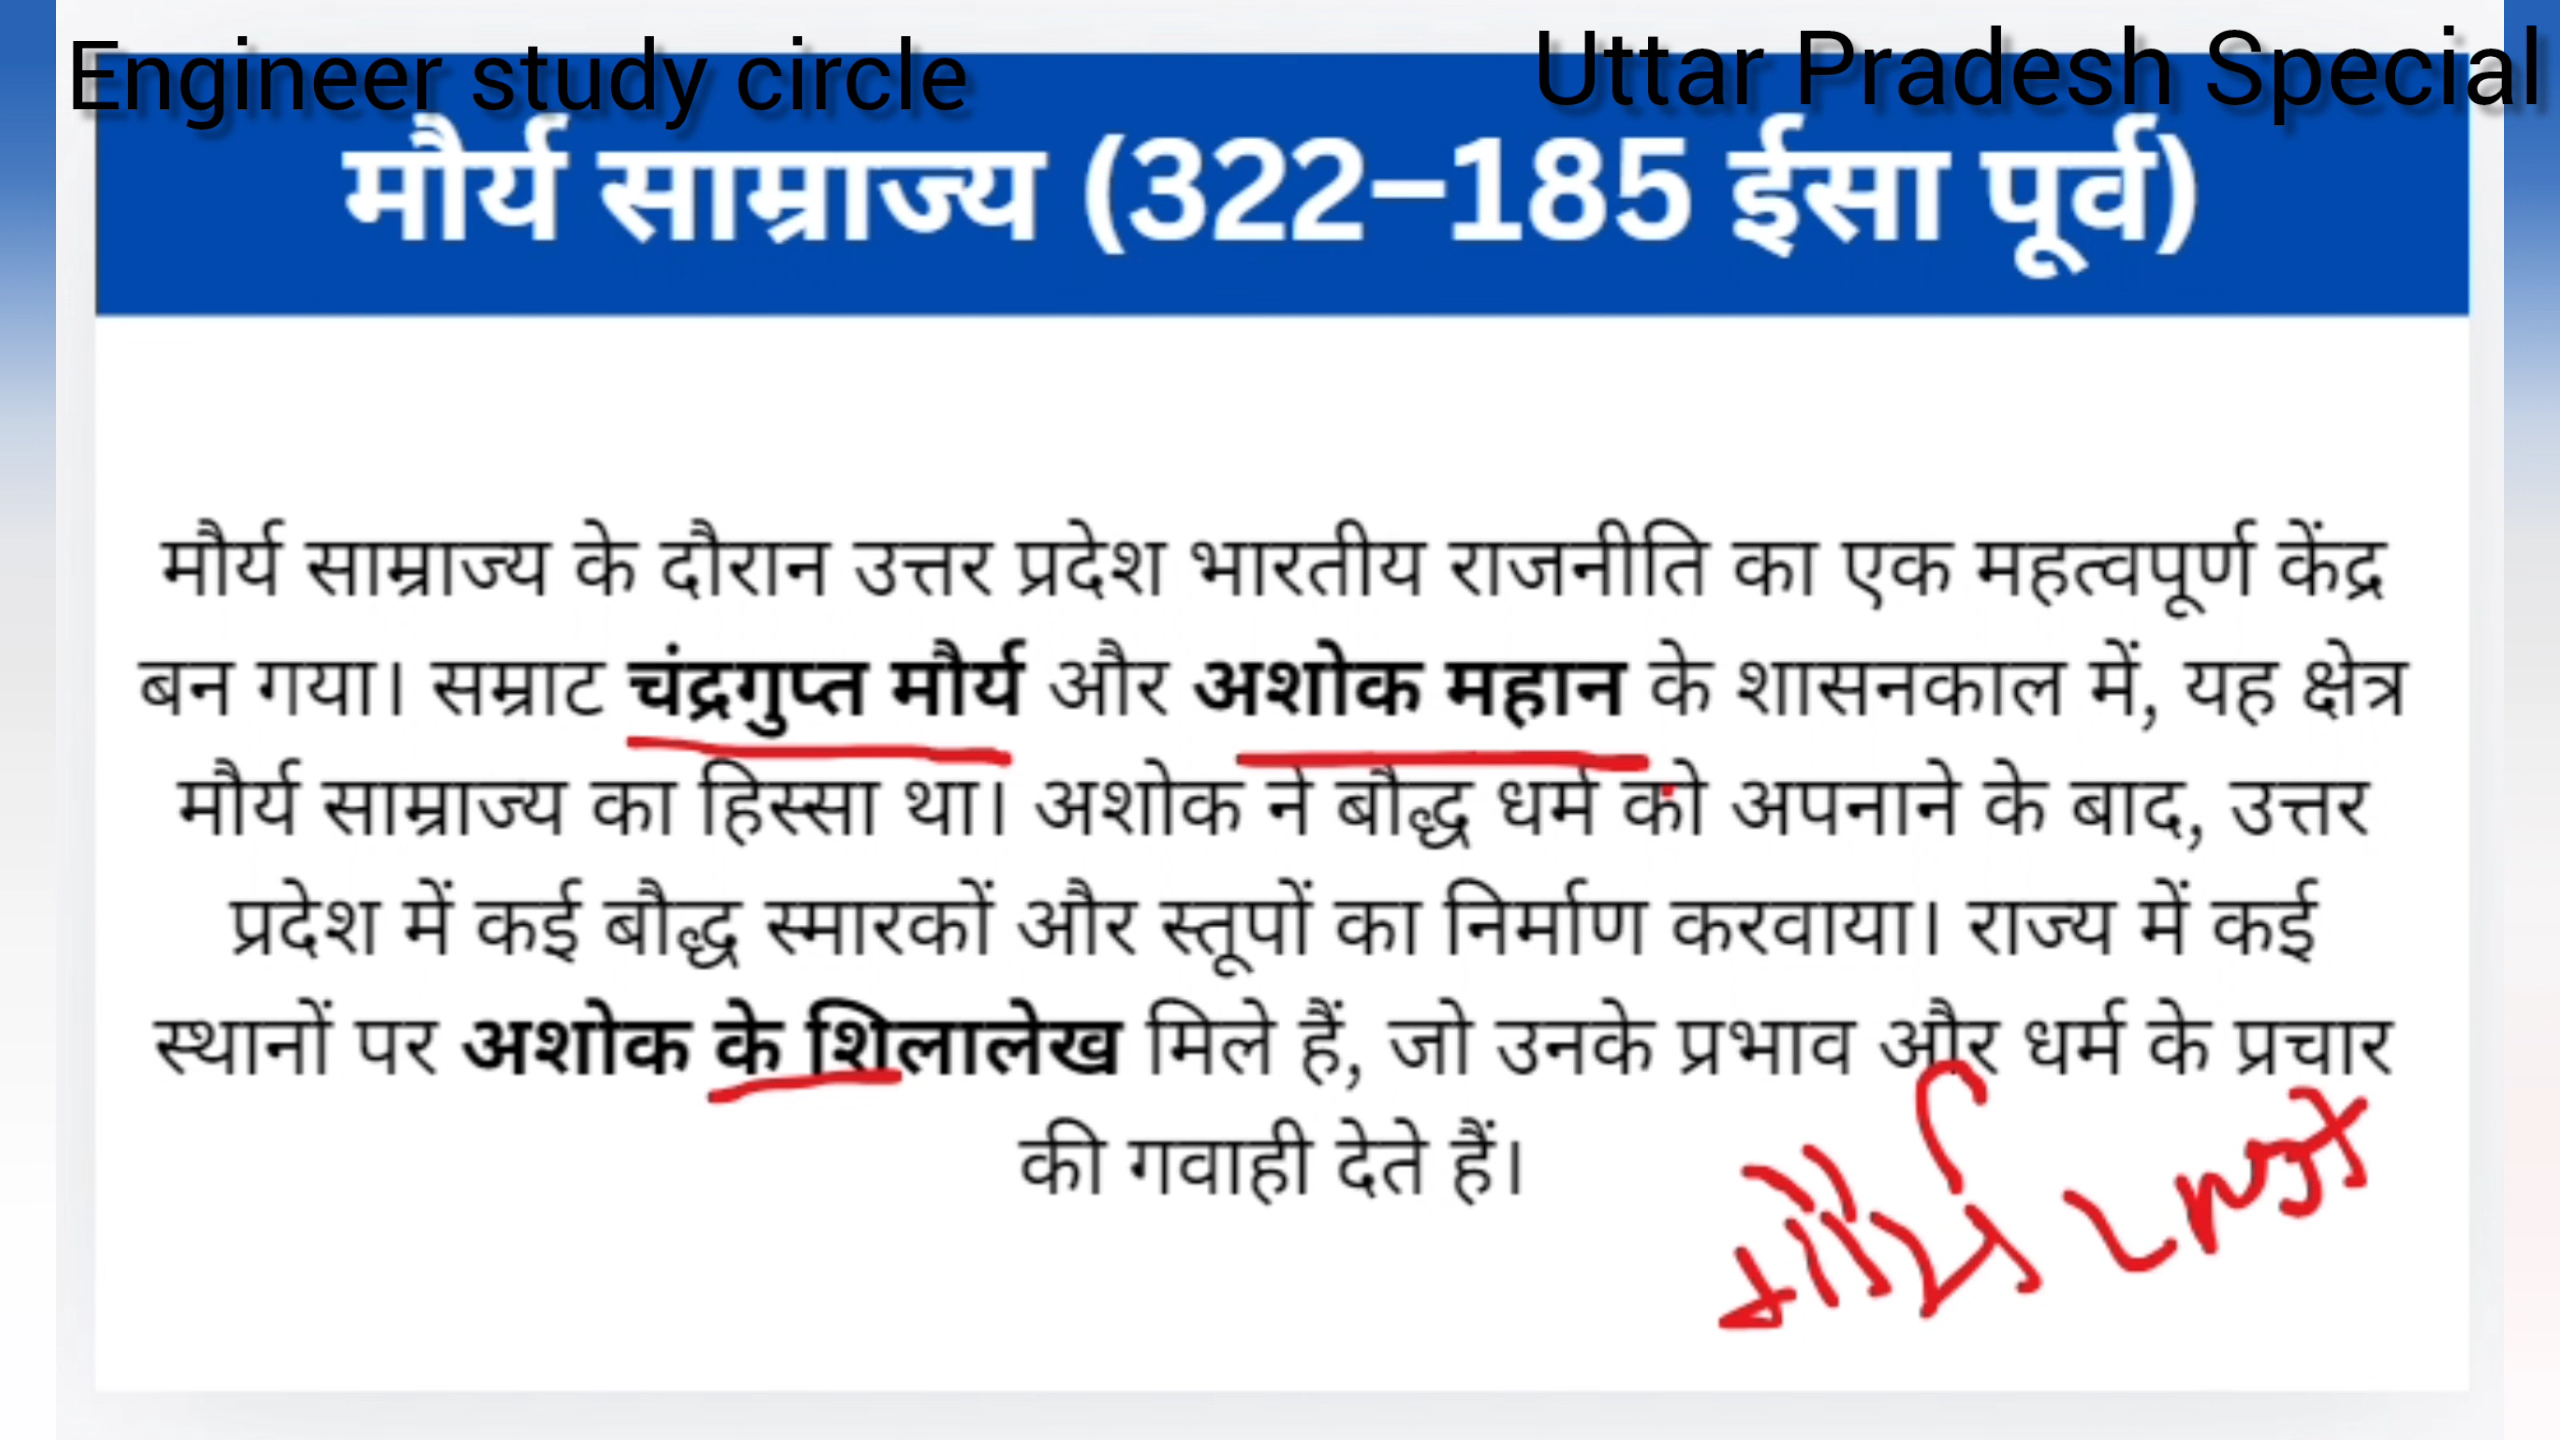 Engineer study circle
Uttar Pradesh Special
मौर्य साम्राज्य (322–185 ईसा पूर्व)
मौर्य साम्राज्य के दौरान उत्तर प्रदेश भारतीय राजनीति का एक महत्वपूर्ण केंद्र
बन गया। सम्राट चंद्रगुप्त मौर्य और अशोक महान के शासनकाल में, यह क्षेत्र
मौर्य साम्राज्य का हिस्सा था। अशोक ने बौद्ध धर्म को अपनाने के बाद, उत्तर
प्रदेश में कई बौद्ध स्मारकों और स्तूपों का निर्माण करवाया। राज्य में कई
स्थानों पर अशोक के शिलालेख मिले हैं, जो उनके प्रभाव और धर्म के प्रचार
की गवाही देते हैं।
मौर्य